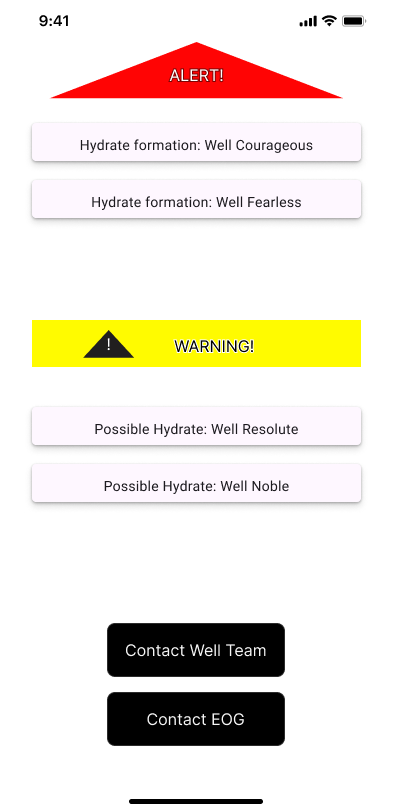 9:41
ALERT!
Hydrate formation: Well Courageous
Hydrate formation: Well Fearless
! WARNING!
Possible Hydrate: Well Resolute
Possible Hydrate: Well Noble
Contact Well Team
Contact EOG